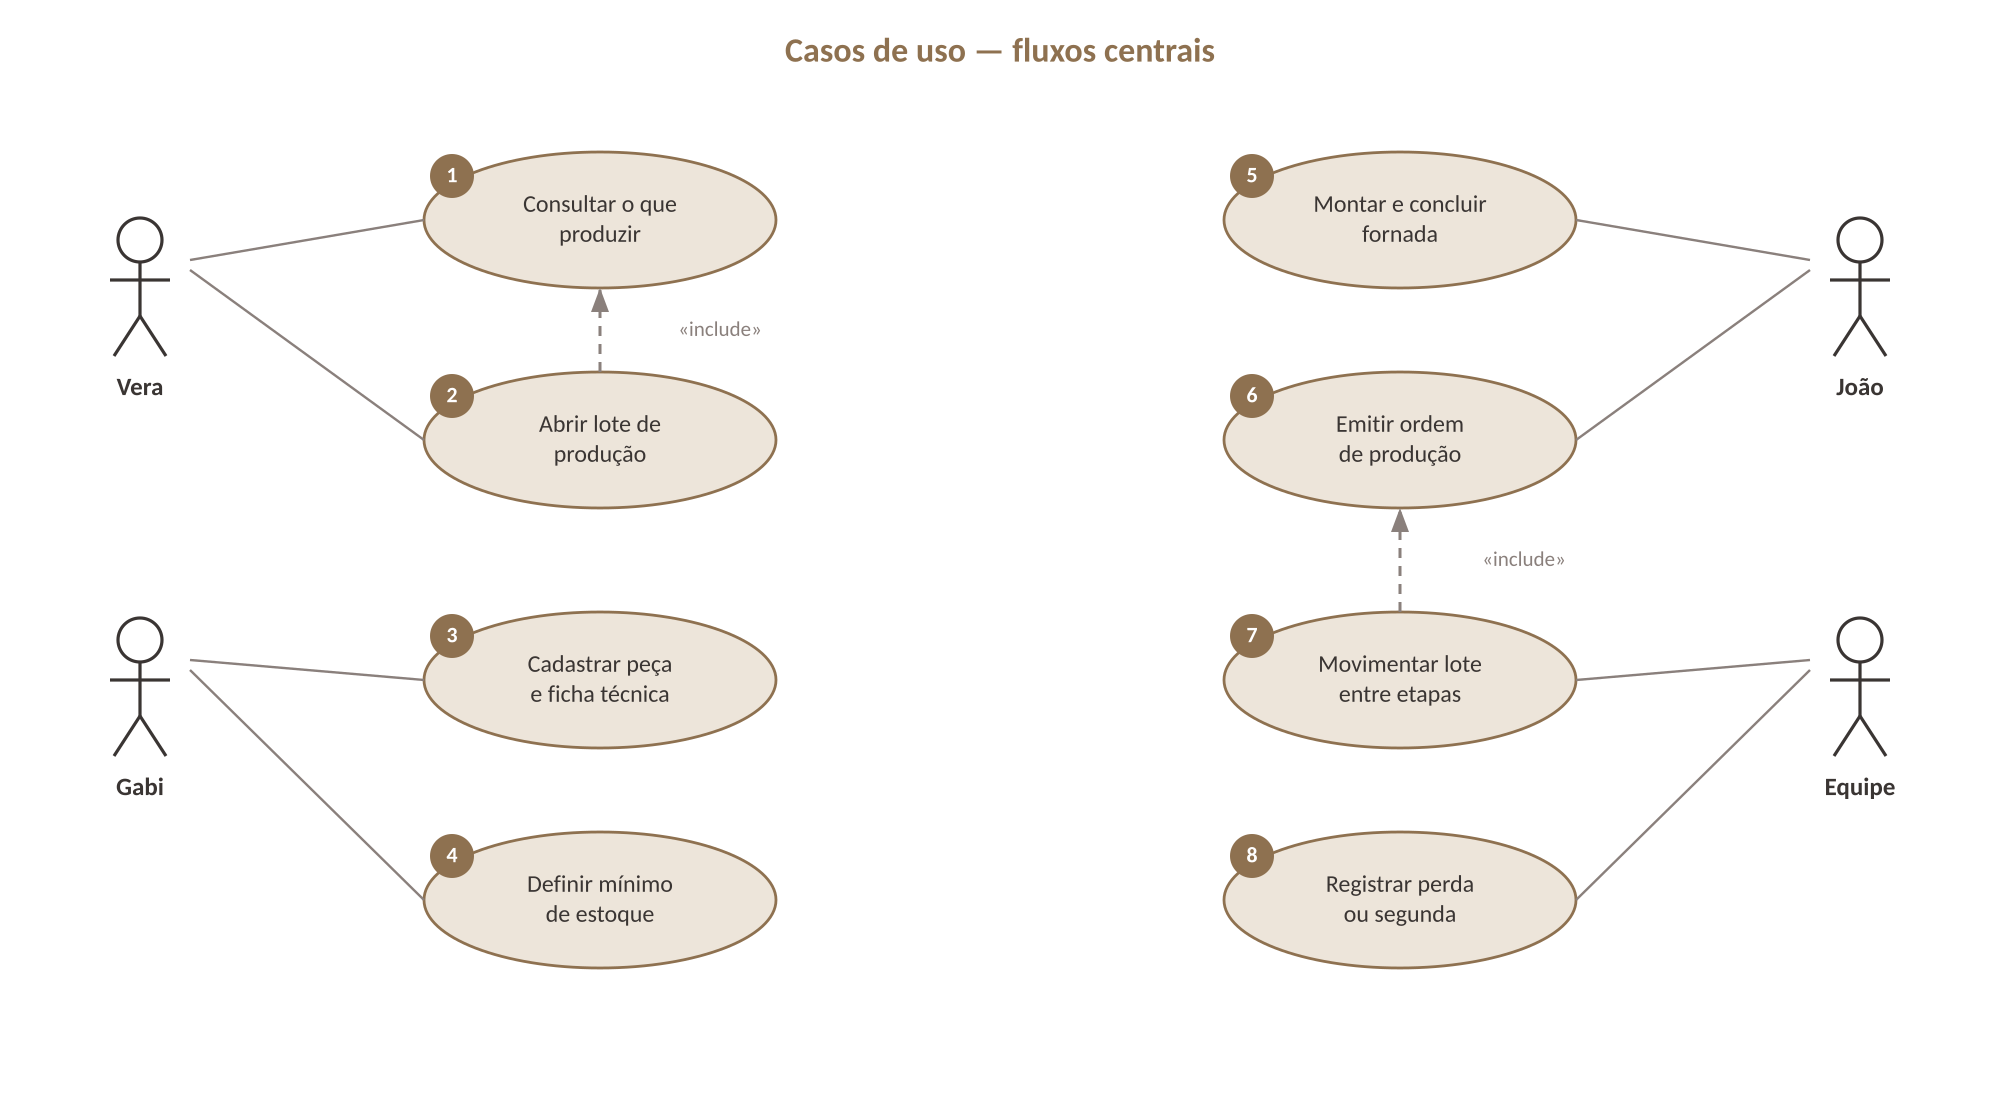 Casos de uso — fluxos centrais
1
Consultar o que
produzir
«include»
2
Abrir lote de
produção
Vera
3
Cadastrar peça
e ficha técnica
4
Definir mínimo
de estoque
Gabi
5
Montar e concluir
fornada
6
Emitir ordem
de produção
João
«include»
7
Movimentar lote
entre etapas
8
Registrar perda
ou segunda
Equipe